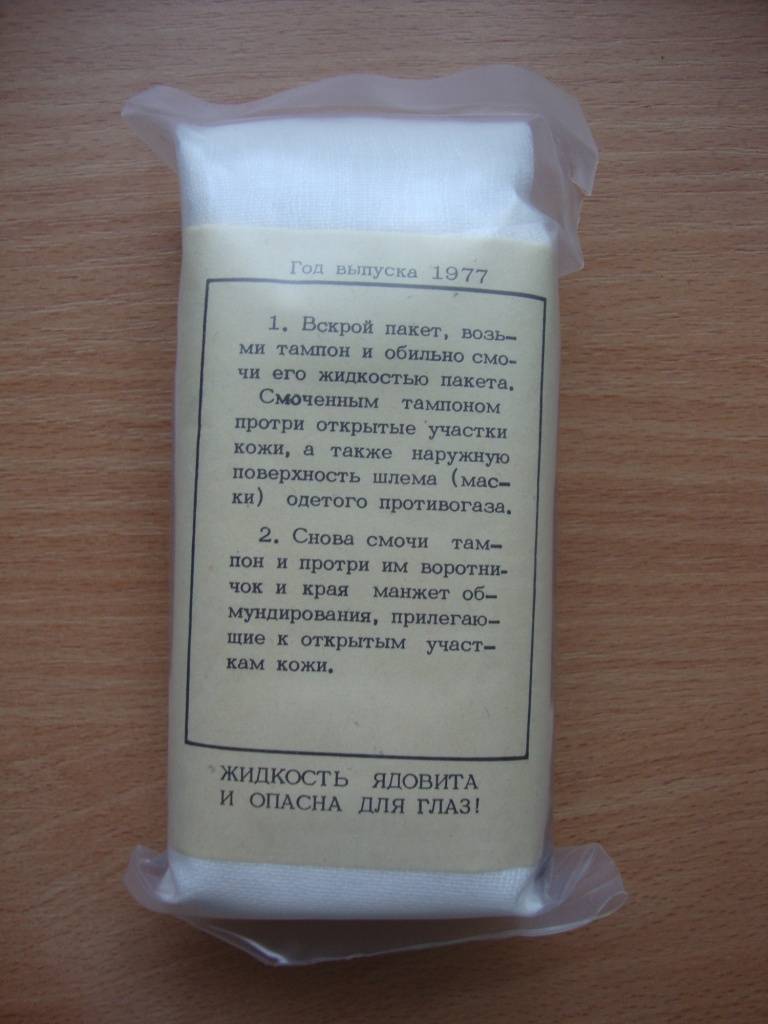 Год выпуска 1977
1. Вскрой пакет, возь-
ми тампон и обильно смо-
чи его жидкостью пакета.
Смоченным тампоном
протри открытые участки
кожи, а также наружную
поверхность шлема (мас-
ки) одетого противогаза.
2. Снова смочи там-
пон и протри им воротни-
чок и края манжет об-
мундирования, прилегаю-
щие к открытым участ-
кам кожи.
ЖИДКОСТЬ ЯДОВИТА
И ОПАСНА ДЛЯ ГЛАЗ!